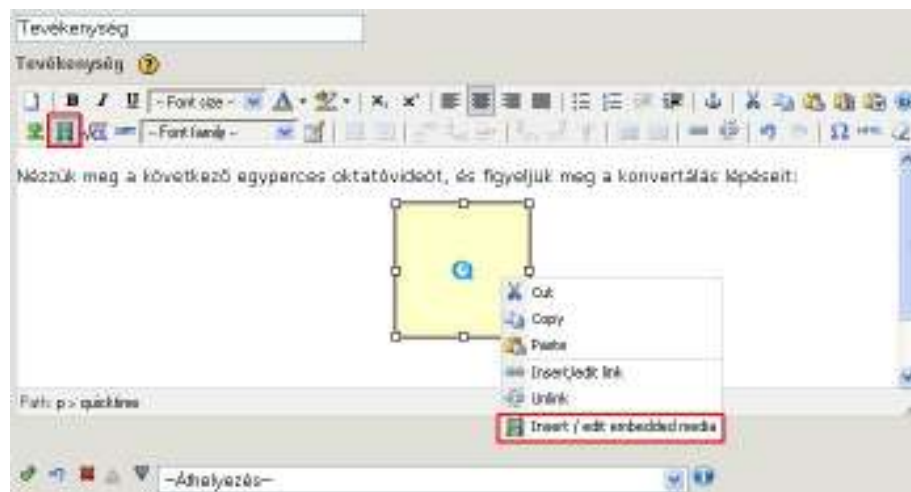 Tevékenység
Tevékenység
B I U - Font size -
- Font family -
Nézzük meg a következő egyperces oktatóvideót, és figyeljük meg a konvertálás lépéseit:
Cut
Copy
Paste
Insert/edit link
Unlink
Insert / edit embedded media
Path: p » quicktime
--Áthelyezés--